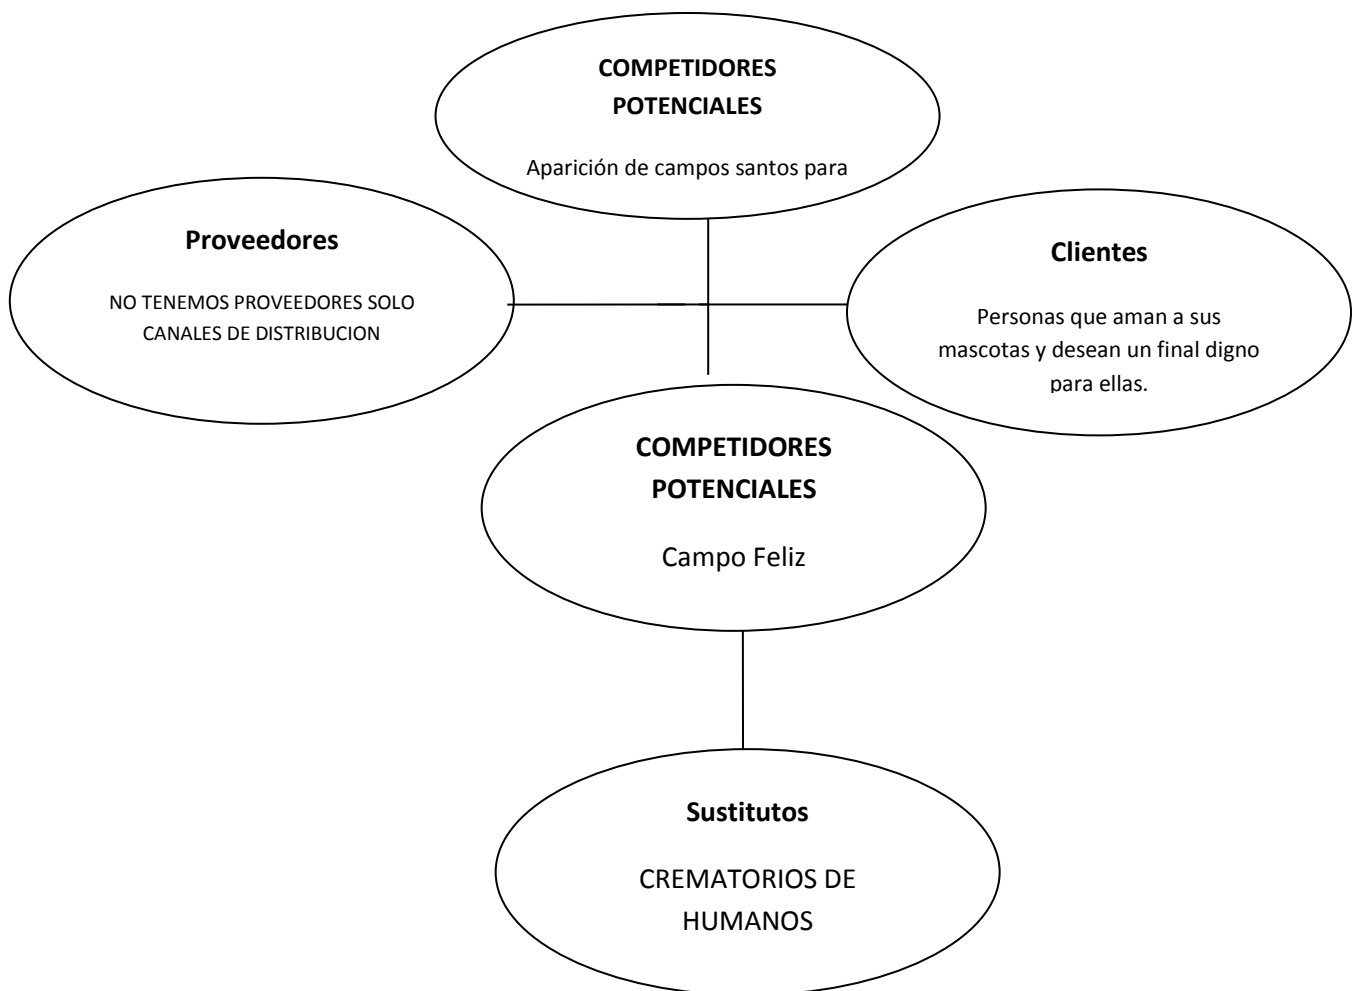 COMPETIDORES
POTENCIALES
Aparición de campos santos para
Proveedores
NO TENEMOS PROVEEDORES SOLO
CANALES DE DISTRIBUCION
Clientes
Personas que aman a sus
mascotas y desean un final digno
para ellas.
COMPETIDORES
POTENCIALES
Campo Feliz
Sustitutos
CREMATORIOS DE
HUMANOS